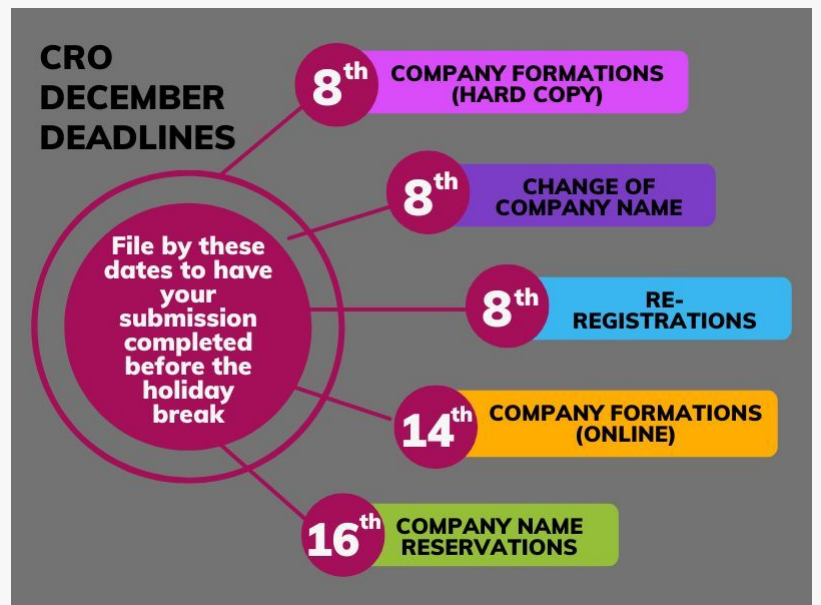 CRO
DECEMBER
DEADLINES
8th
COMPANY FORMATIONS
(HARD COPY)
8th
CHANGE OF
COMPANY NAME
File by these
dates to have
your
submission
completed
before the
holiday
break
8th
RE-
REGISTRATIONS
14th
COMPANY FORMATIONS
(ONLINE)
16th
COMPANY NAME
RESERVATIONS